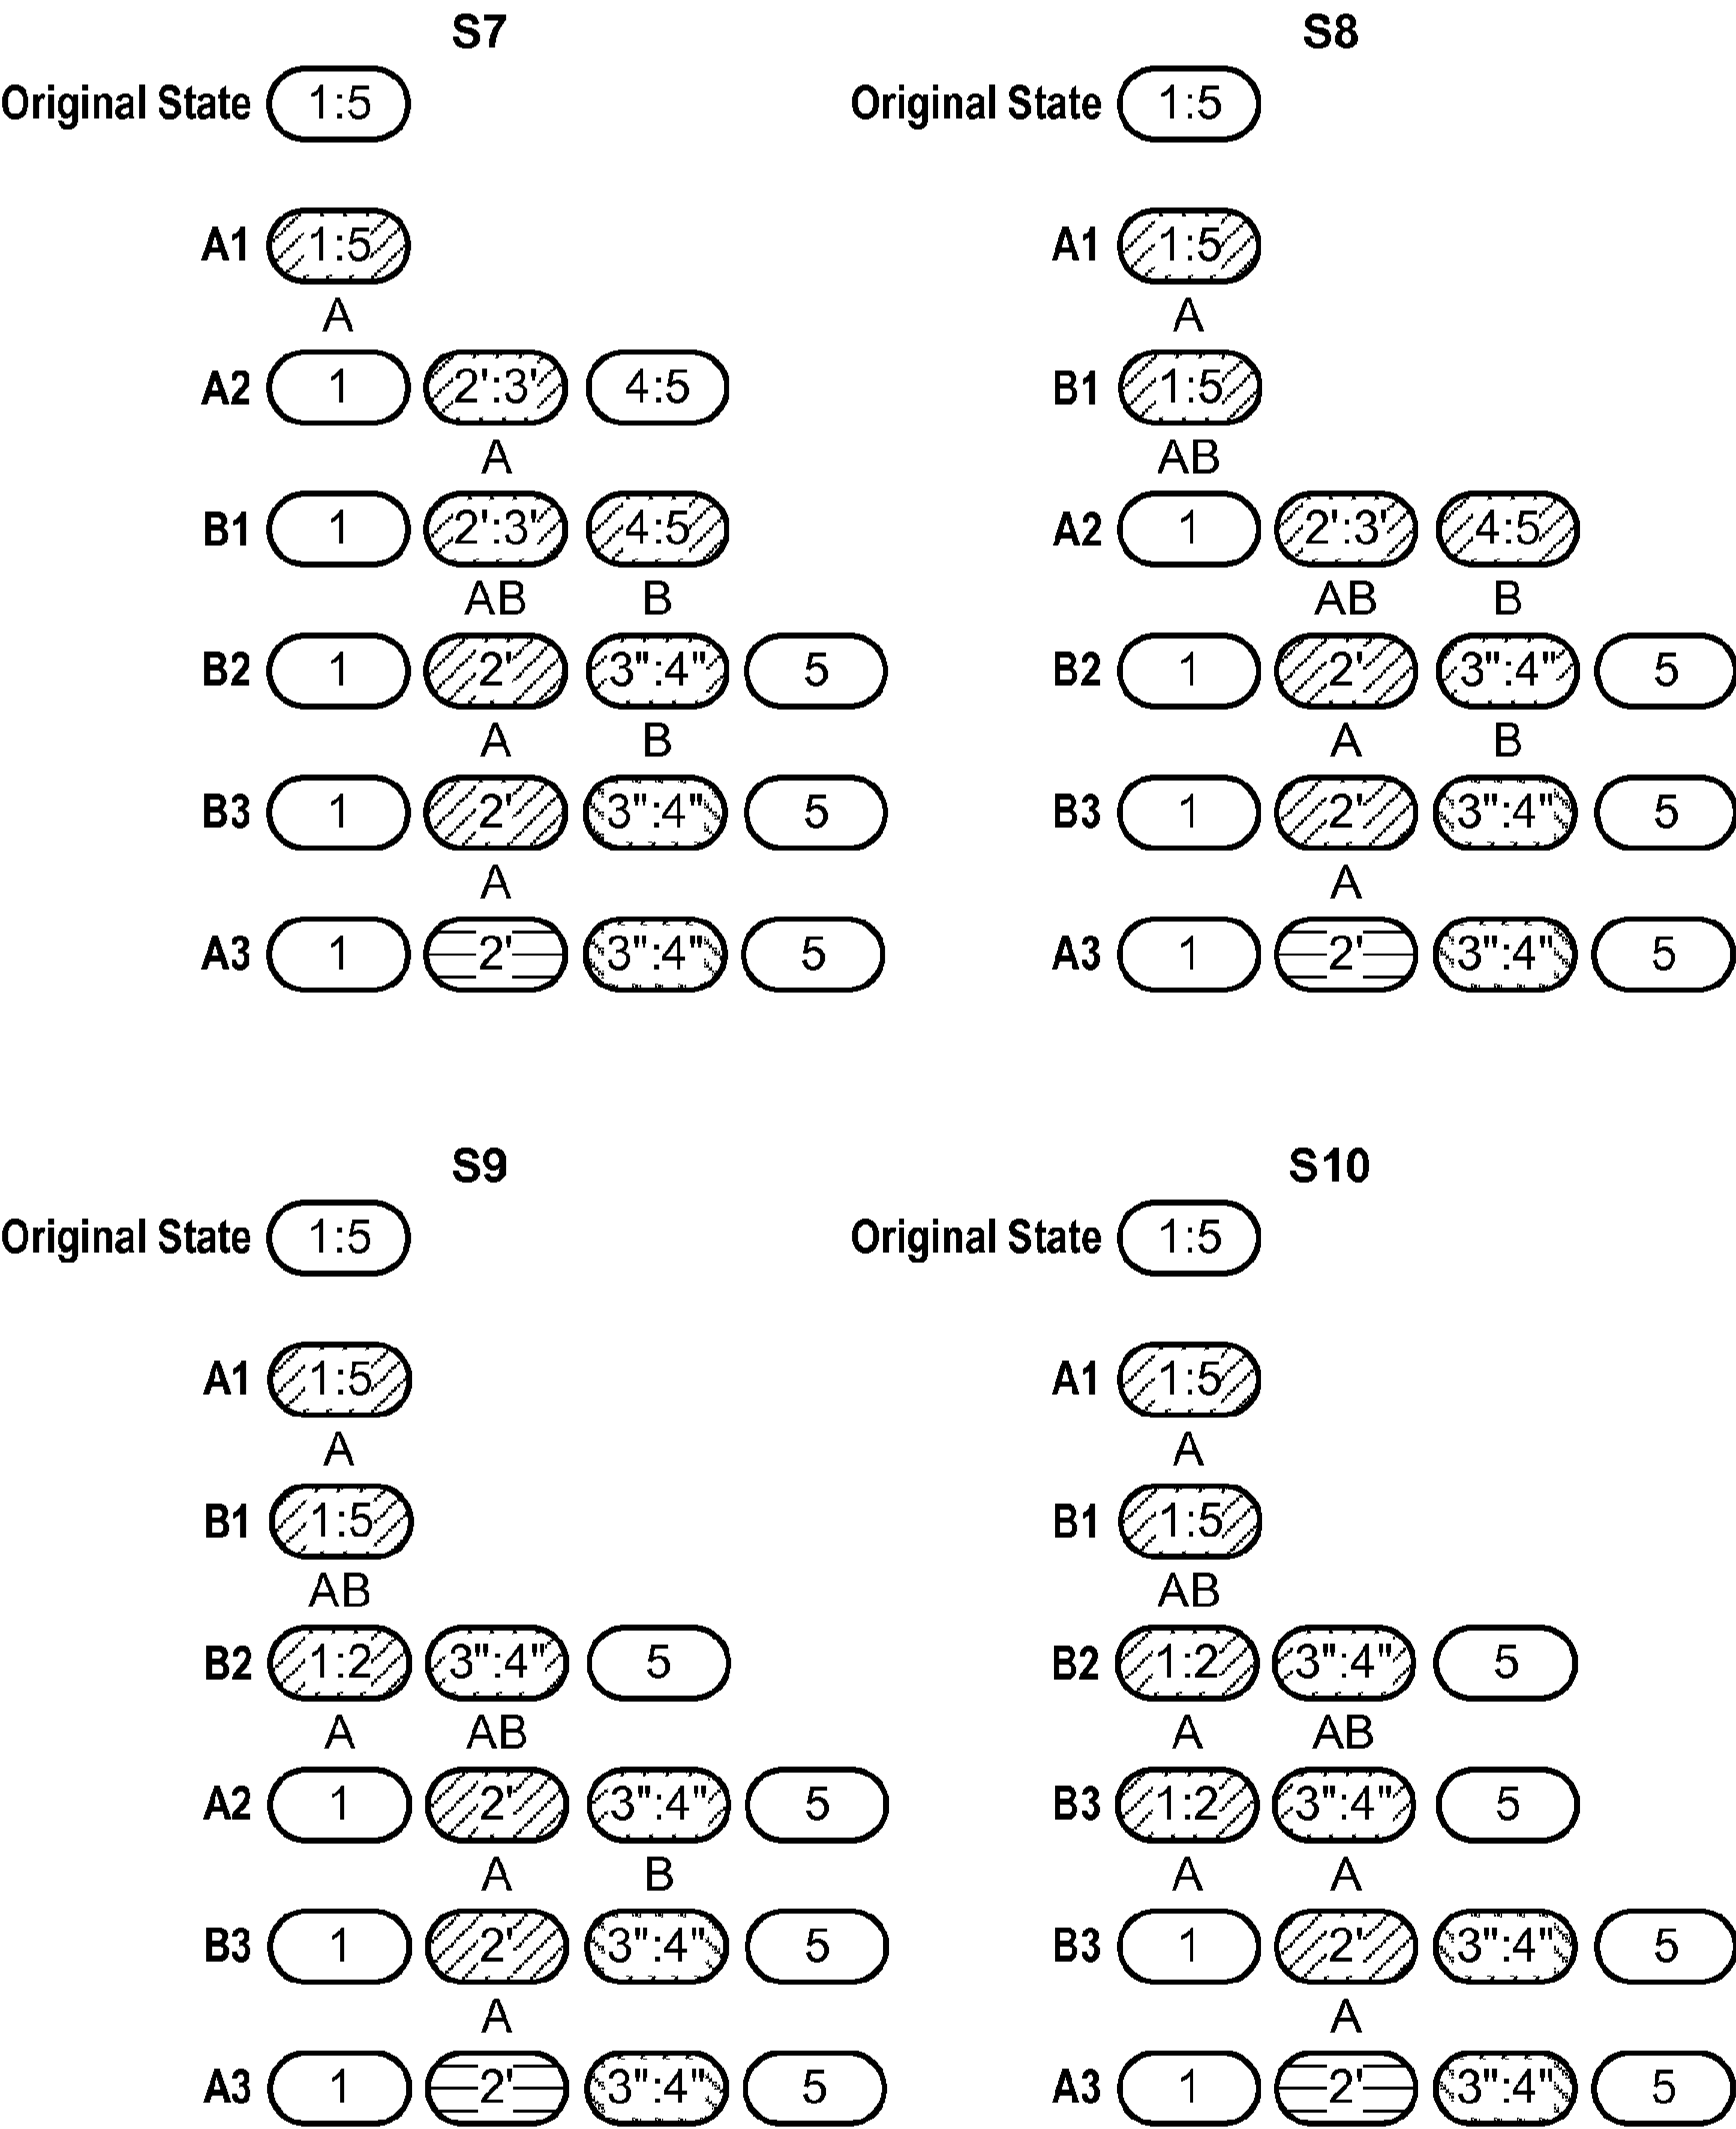 S7 S8
Original State 1:5 Original State 1:5
A1 1:5 A1 1:5
A A
A2 1 2':3' 4:5 B1 1:5
A AB
B1 1 2':3' 4:5 A2 1 2':3' 4:5
AB B AB B
B2 1 2' 3":4" 5 B2 1 2' 3":4" 5
A B A B
B3 1 2' 3":4" 5 B3 1 2' 3":4" 5
A A
A3 1 2' 3":4" 5 A3 1 2' 3":4" 5
S9 S10
Original State 1:5 Original State 1:5
A1 1:5 A1 1:5
A A
B1 1:5 B1 1:5
AB AB
B2 1:2 3":4" 5 B2 1:2 3":4" 5
A AB A AB
A2 1 2' 3":4" 5 B3 1:2 3":4" 5
A B A A
B3 1 2' 3":4" 5 B3 1 2' 3":4" 5
A A
A3 1 2' 3":4" 5 A3 1 2' 3":4" 5